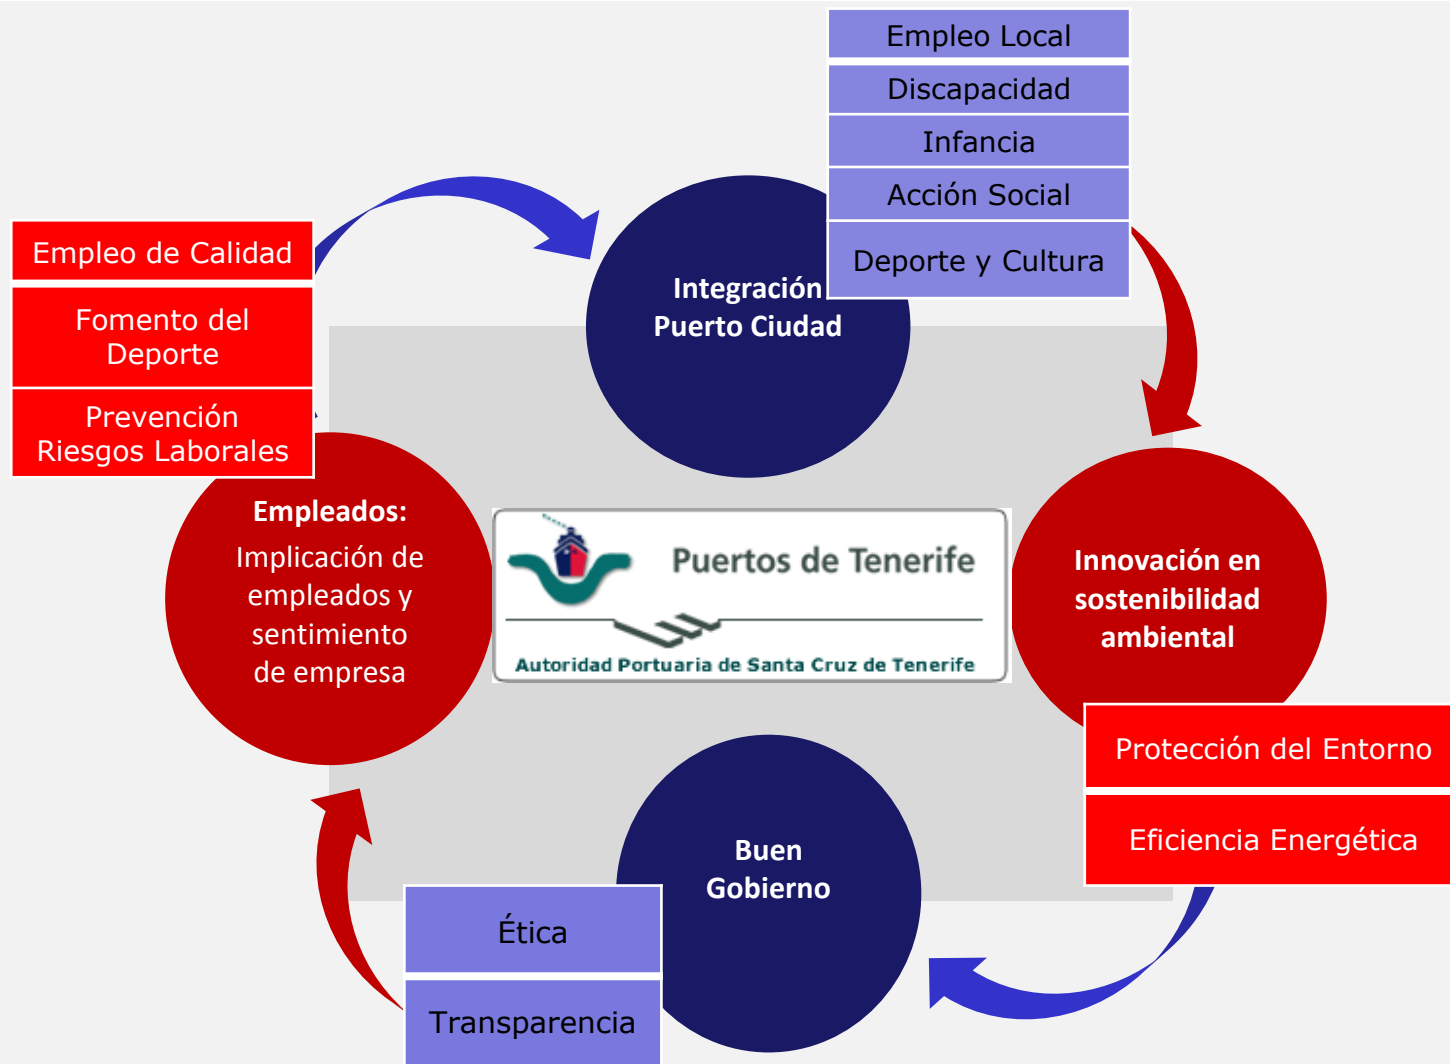 Empleo Local
Discapacidad
Infancia
Acción Social
Deporte y Cultura
Integración
Puerto Ciudad
Empleo de Calidad
Fomento del
Deporte
Prevención
Riesgos Laborales
Empleados:
Implicación de
empleados y
sentimiento
de empresa
Puertos de Tenerife
Autoridad Portuaria de Santa Cruz de Tenerife
Innovación en
sostenibilidad
ambiental
Protección del Entorno
Eficiencia Energética
Buen
Gobierno
Ética
Transparencia